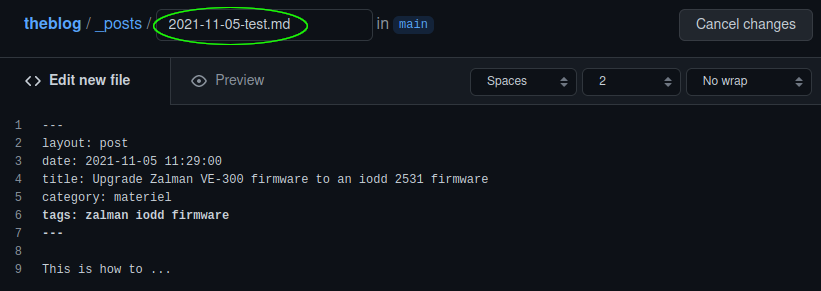 theblog / _posts / 2021-11-05-test.md in main Cancel changes
<> Edit new file Preview Spaces 2 No wrap
1 ---
2 layout: post
3 date: 2021-11-05 11:29:00
4 title: Upgrade Zalman VE-300 firmware to an iodd 2531 firmware
5 category: materiel
6 tags: zalman iodd firmware
7 ---
8
9 This is how to ...